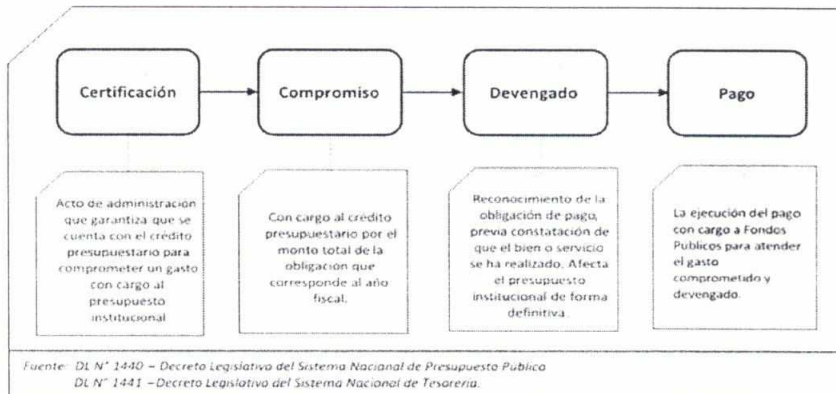 Certificación
Compromiso
Devengado
Pago
Acto de administración
que garantiza que se
cuenta con el crédito
presupuestario para
comprometer un gasto
con cargo al
presupuesto
institucional
Con cargo al crédito
presupuestario por el
monto total de la
obligación que
corresponde al año
fiscal.
Reconocimiento de la
obligación de pago,
previa constatación de
que el bien o servicio
se ha realizado. Afecta
el presupuesto
institucional de forma
definitiva.
La ejecución del pago
con cargo a Fondos
Publicos para atender
el gasto
comprometido y
devengado.
Fuente: DL N° 1440 – Decreto Legislativo del Sistema Nacional de Presupuesto Público
DL N° 1441 – Decreto Legislativo del Sistema Nacional de Tesorería.